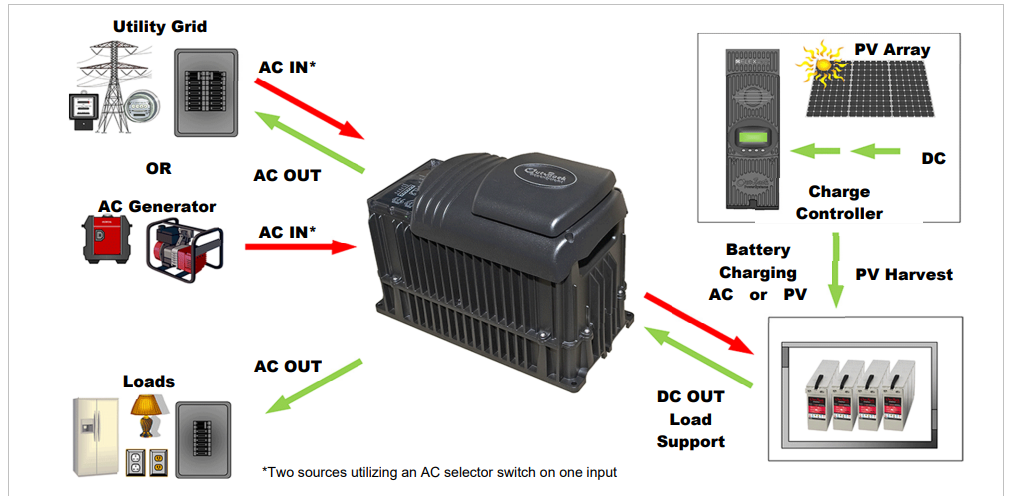 Utility Grid
AC IN*
AC OUT
OR
AC Generator
AC IN*
AC OUT
Loads
*Two sources utilizing an AC selector switch on one input
PV Array
DC
Charge
Controller
Battery
Charging
AC or PV
PV Harvest
DC OUT
Load
Support
OutBack